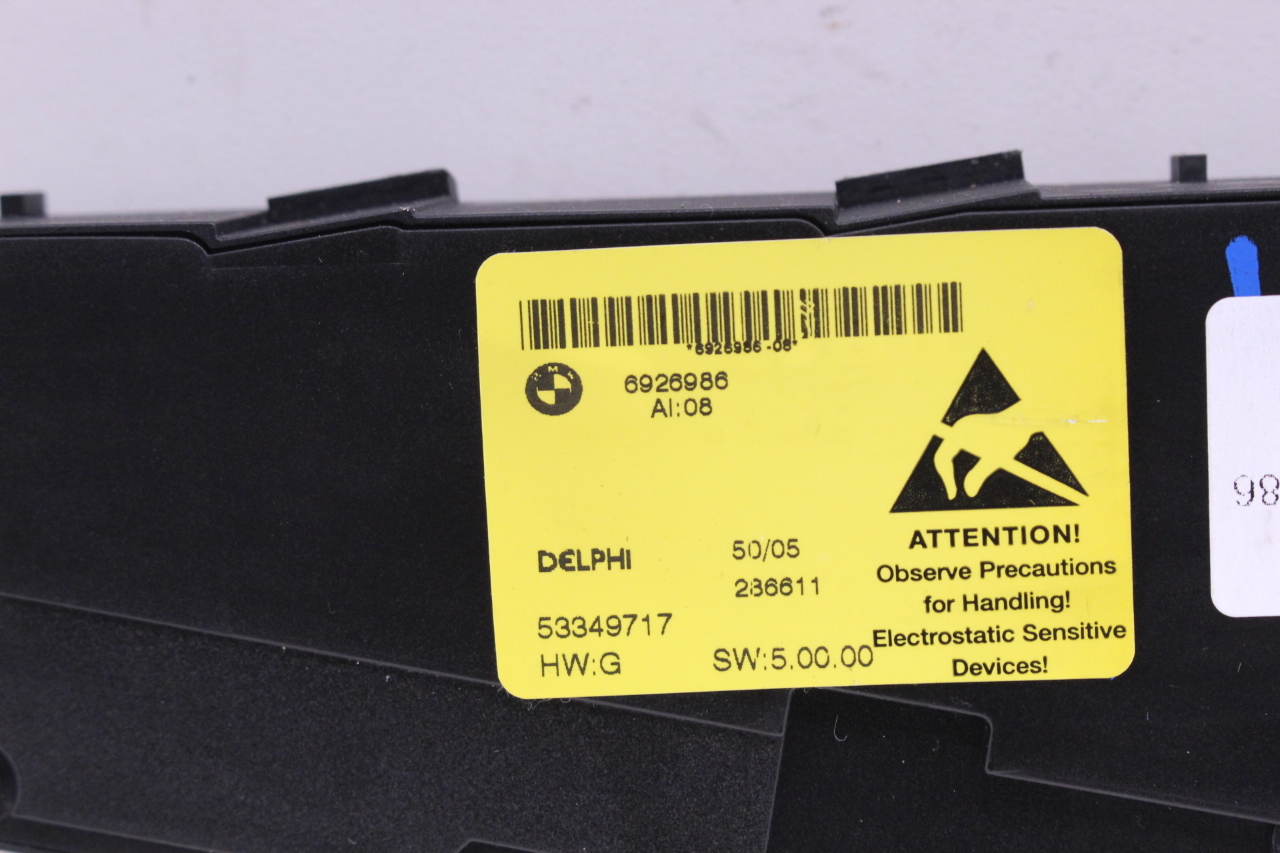 *6926986-08*
BMW
6926986
AI:08
DELPHI
50/05
286611
53349717
HW:G
SW:5.00.00
ATTENTION!
Observe Precautions
for Handling!
Electrostatic Sensitive
Devices!
98